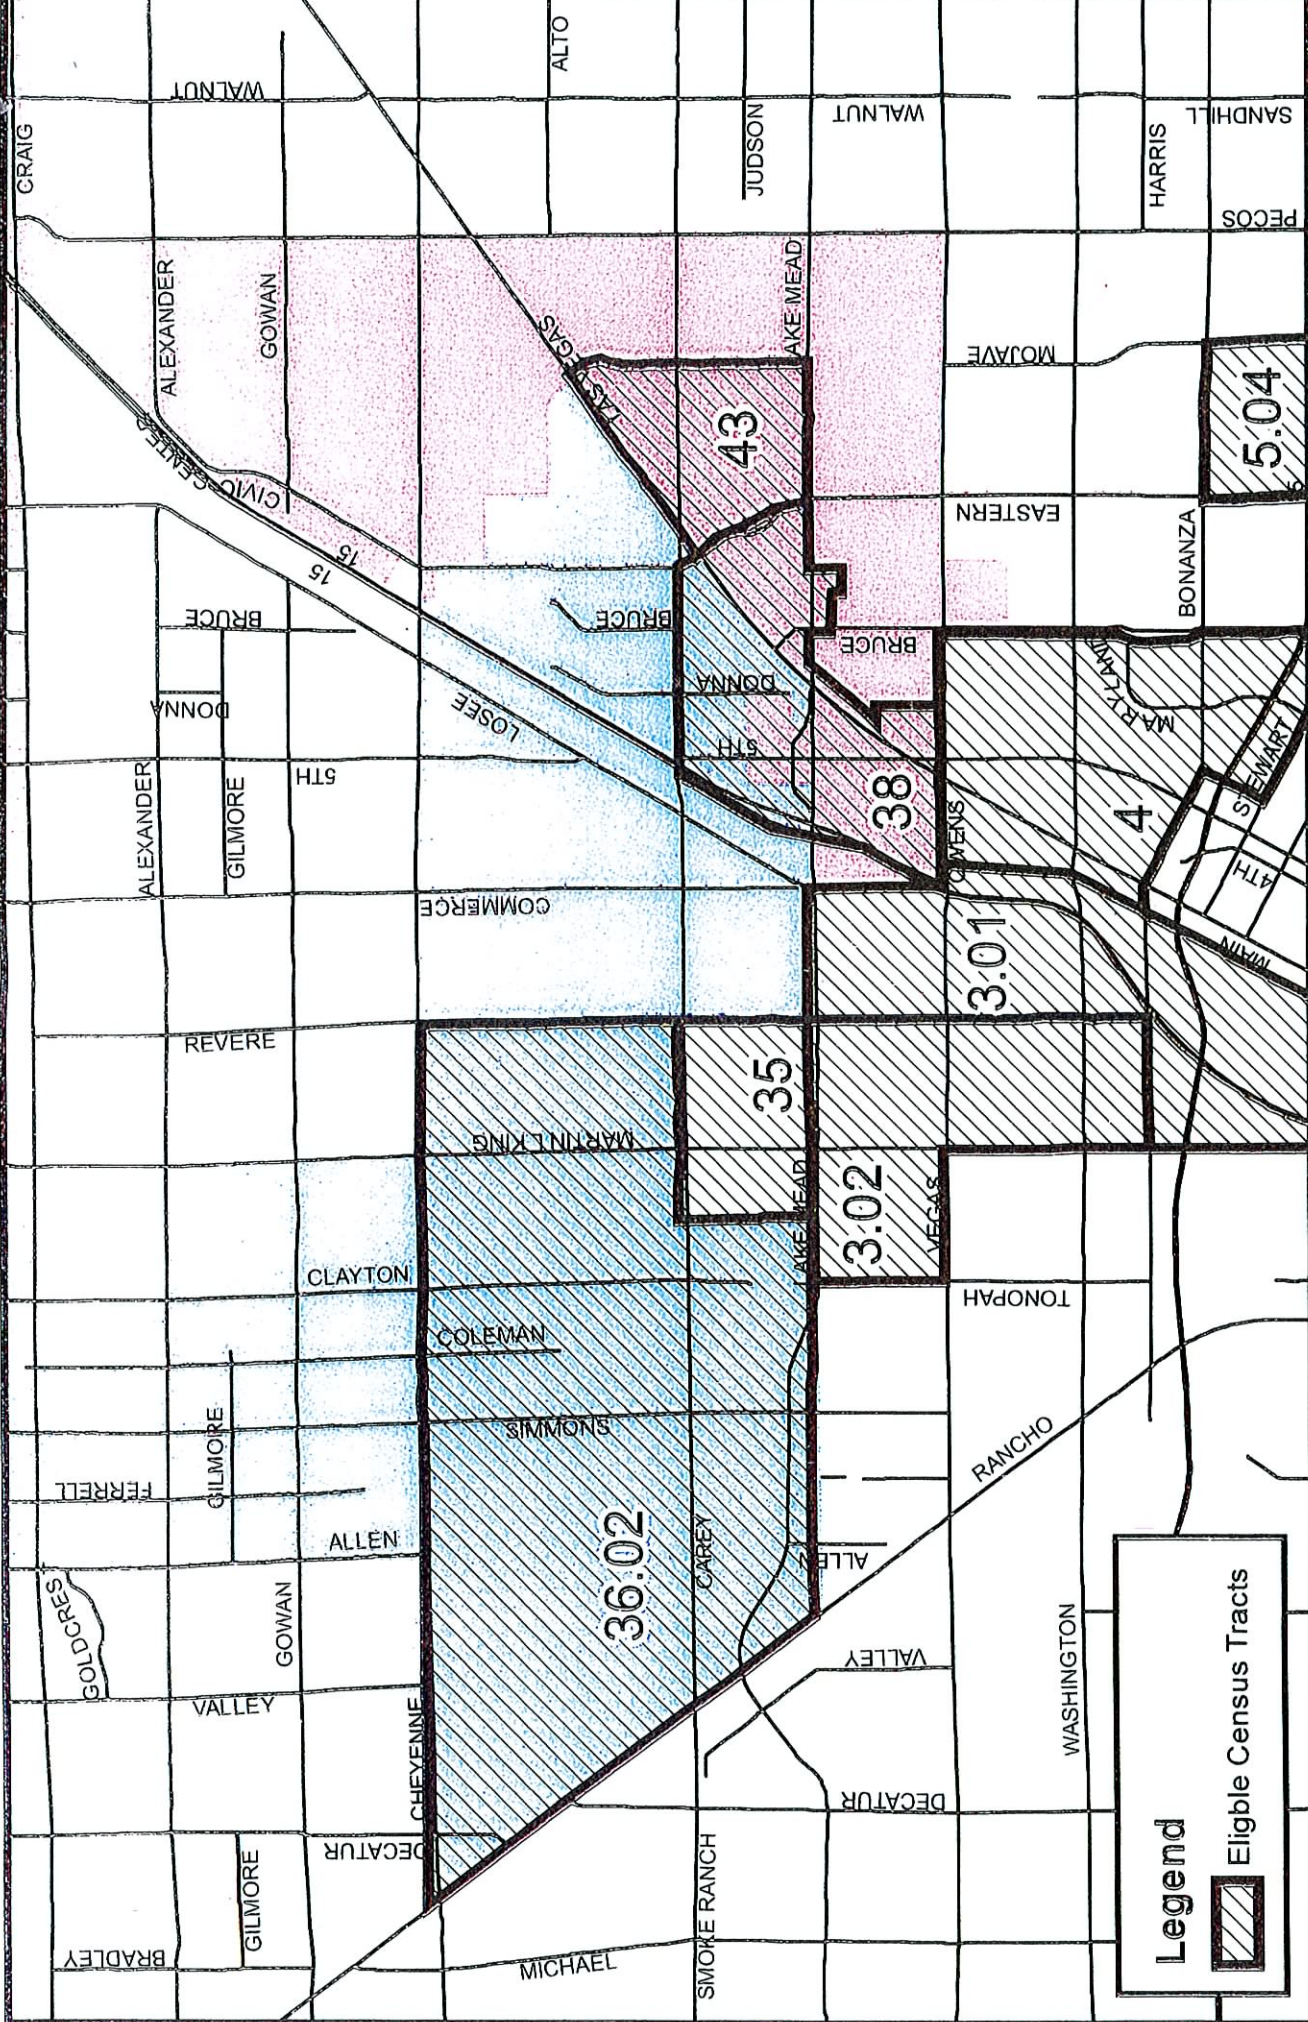 CRAIG
WALNUT
ALTO
JUDSON
WALNUT
HARRIS
SANDHILL
PECOS
ALEXANDER
GOWAN
LAS VEGAS
AKE MEAD
MOJAVE
CIVIC CENTER
15
15
43
EASTERN
5.04
BONANZA
BRUCE
BRUCE
BRUCE
DONNA
DONNA
MARYLAND
LOSEE
5TH
5TH
38
4
STEWART
ALEXANDER
GILMORE
OWENS
4TH
COMMERCE
MAIN
3.01
REVERE
35
MARTIN L KING
LAKE MEAD
3.02
VEGAS
CLAYTON
TONOPAH
COLEMAN
SIMMONS
RANCHO
FERRELL
GILMORE
ALLEN
36.02
CAREY
ALLEN
GOLDCRES
GOWAN
VALLEY
VALLEY
WASHINGTON
CHEYENNE
DECATUR
DECATUR
GILMORE
BRADLEY
MICHAEL
SMOKE RANCH
Legend
Eligble Census Tracts